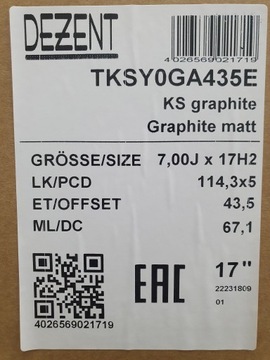 DEZENT
4026569021719
TKSY0GA435E
KS graphite
Graphite matt
GRÖSSE/SIZE 7,00J x 17H2
LK/PCD 114,3x5
ET/OFFSET 43,5
ML/DC 67,1
EAC 17"
22231809
01
4026569021719